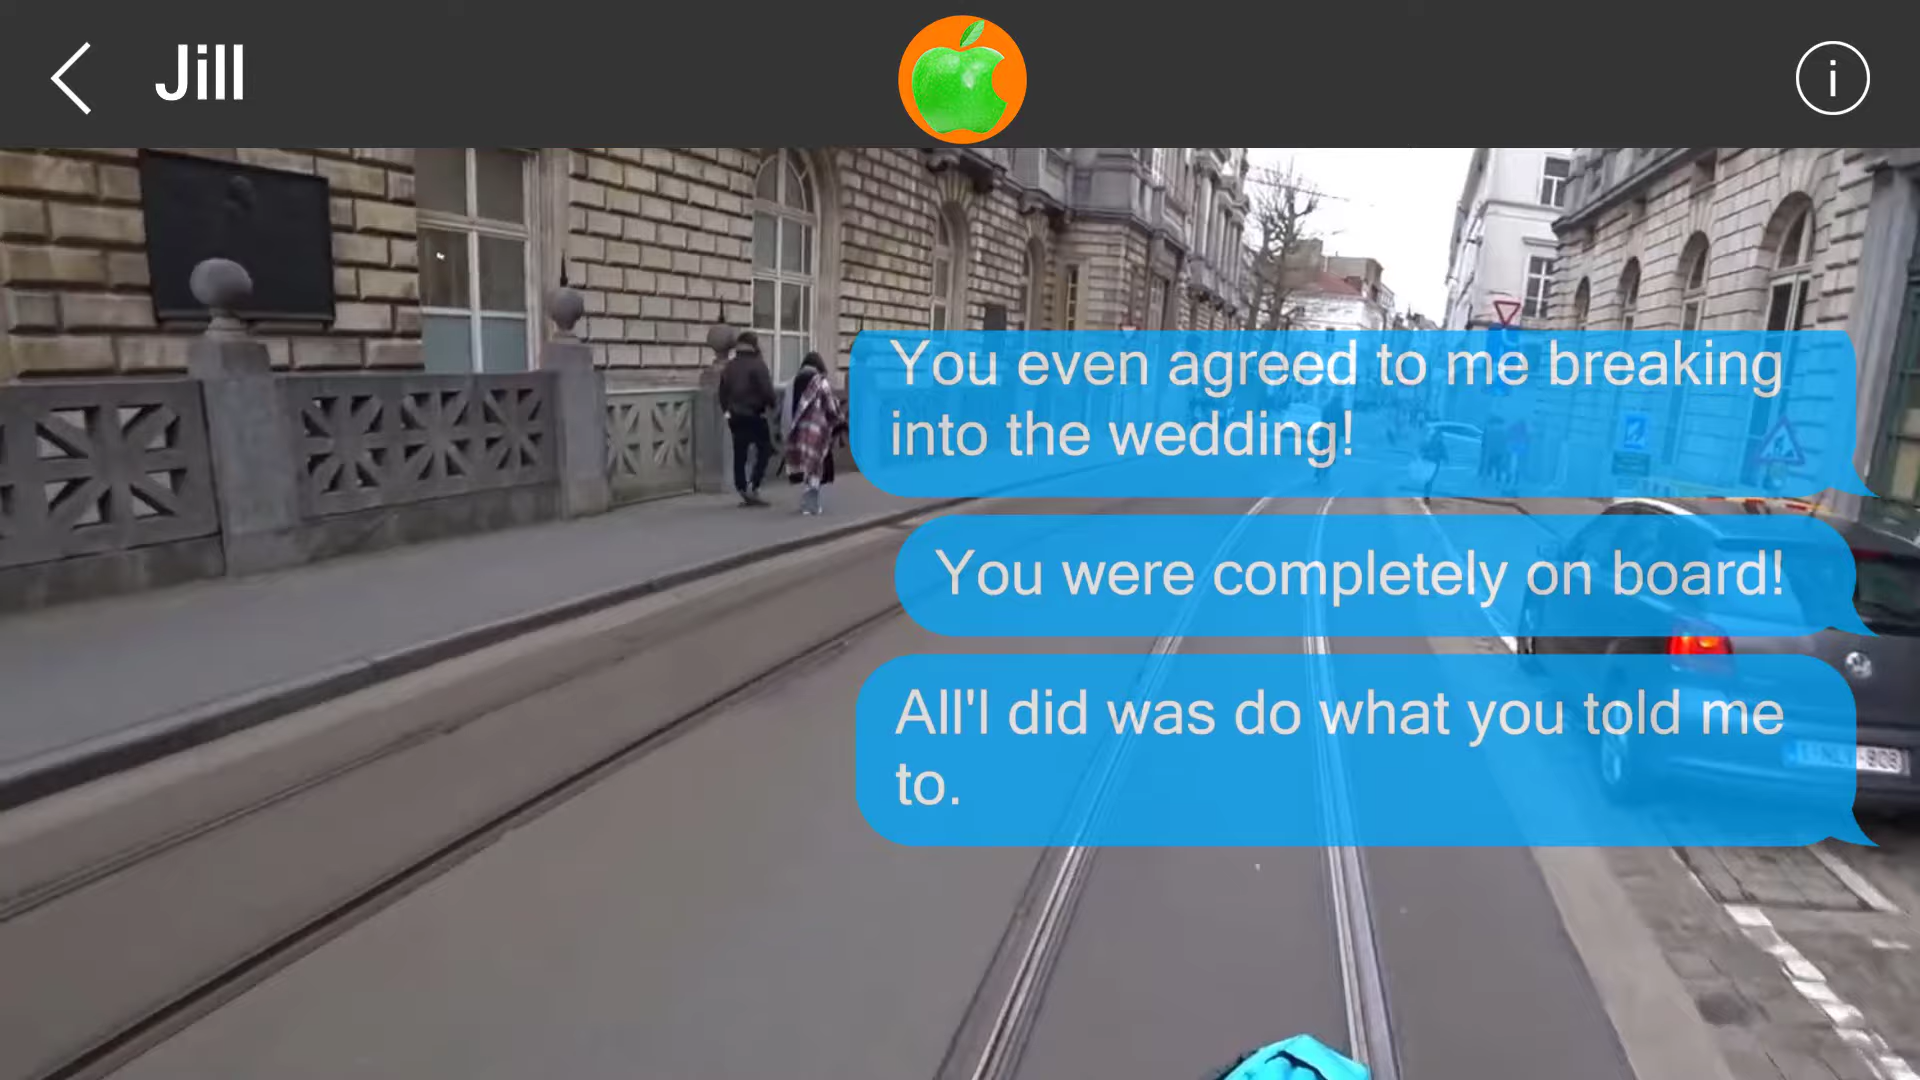 Jill
i
You even agreed to me breaking
into the wedding!
You were completely on board!
All'I did was do what you told me
to.